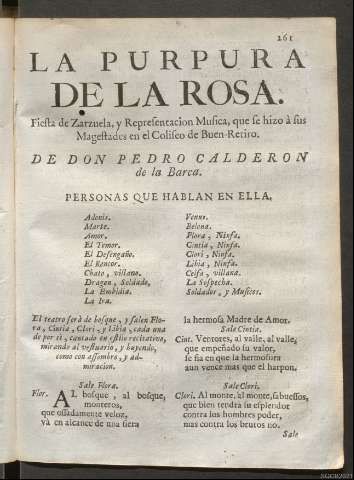 261
LA PURPURA
DE LA ROSA.
Fiesta de Zarzuela, y Representacion Musica, que se hizo à sus
Magestades en el Coliseo de Buen-Retiro.
DE DON PEDRO CALDERON
de la Barca.
PERSONAS QUE HABLAN EN ELLA.
Adonis.
Marte.
Amor.
El Temor.
El Desengaño.
El Rencor.
Chato, villano.
Dragon, Soldado.
La Embidia.
La Ira.
Venus.
Belona.
Flora, Ninfa.
Cintia, Ninfa.
Clori, Ninfa.
Libia, Ninfa.
Celfa, villana.
La Sospecha.
Soldados, y Musicos.
El teatro serà de bosque, y salen Flo-
ra, Cintia, Clori, y Libia, cada una
de por sì, cantado en estilo recitativo,
mirando al vestuario, y huyendo,
como con assombro, y ad-
miracion.
Sale Flora.
Flor. AL bosque, al bosque,
monteros,
que osadamente veloz,
và en alcance de una fiera
la hermosa Madre de Amor.
Sale Cintia.
Cint. Ventores, al valle, al valle,
que empeñado su valor,
se fia en que la hermosura
aun vence mas que el harpon.
Sale Clori.
Clori. Al monte, al monte, sabuessos,
que bien tendrà su esplendor
contra los hombres poder,
mas contra los brutos no.
Sale